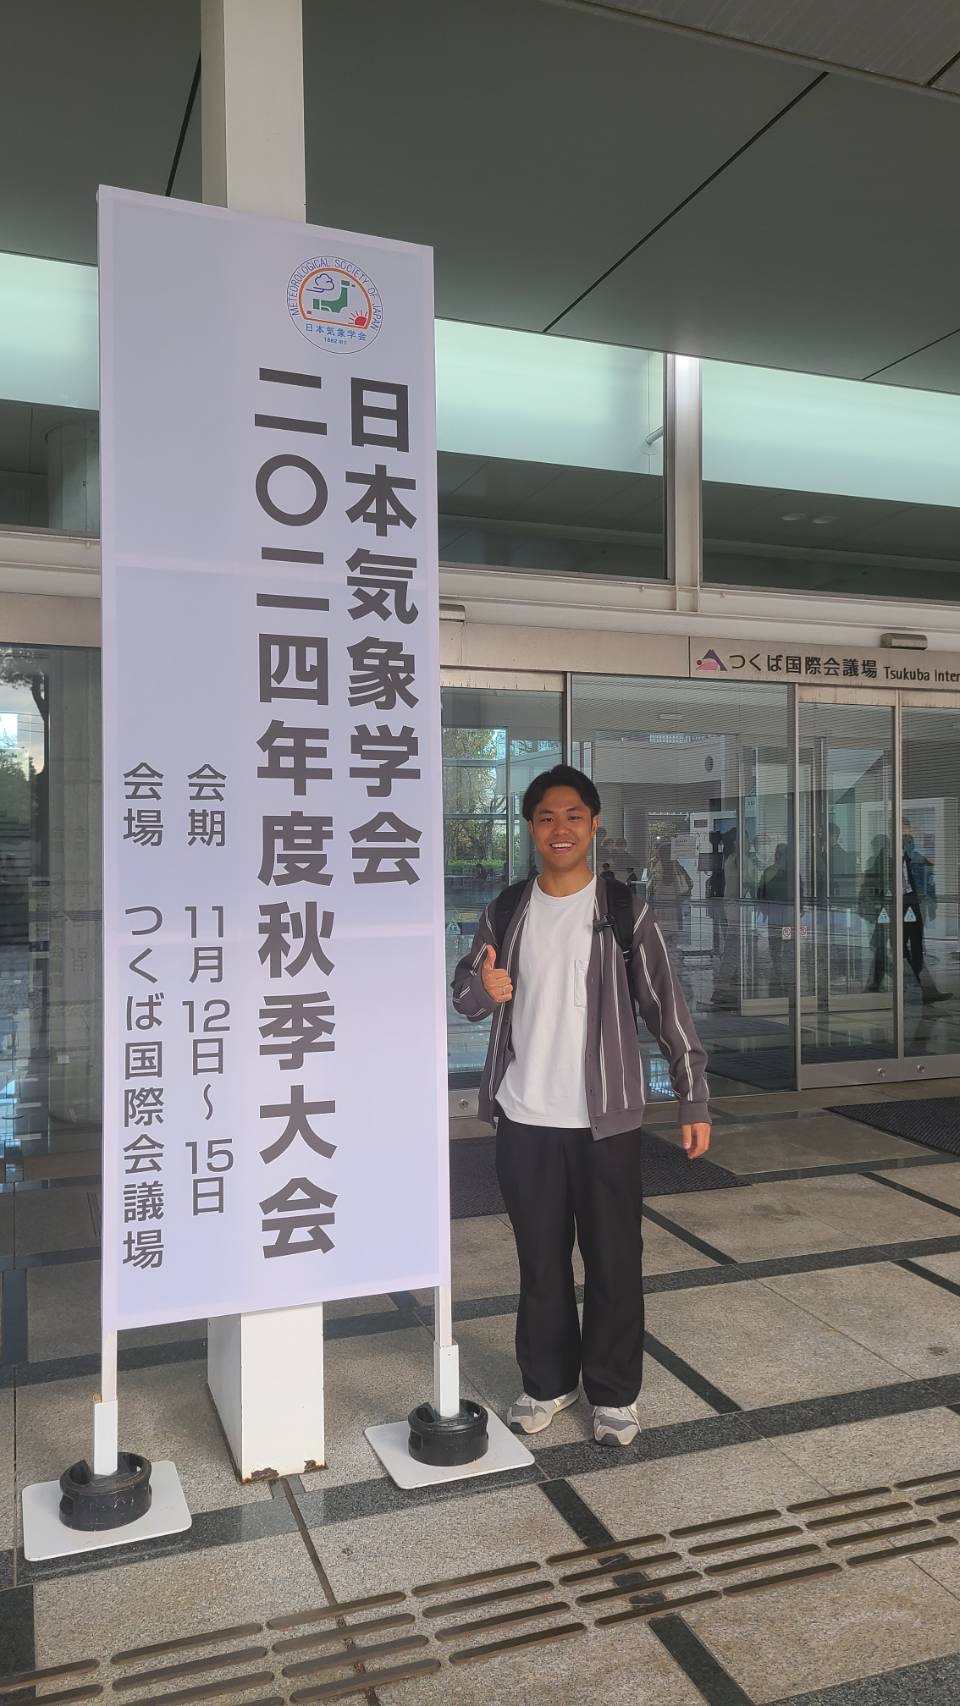 METEOROLOGICAL SOCIETY OF JAPAN
日本気象学会
1882
日本気象学会
二〇二四年度秋季大会
会期 11月12日～15日
会場 つくば国際会議場
つくば国際会議場 Tsukuba Inter